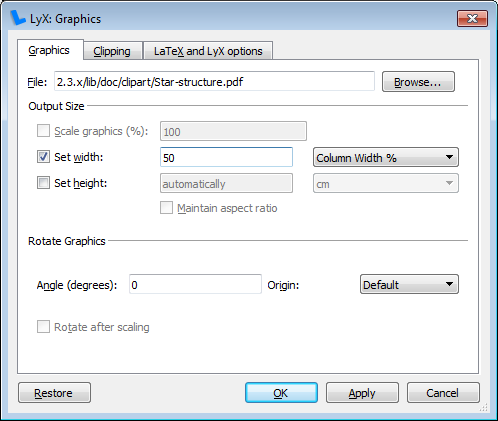 LyX: Graphics
Graphics Clipping LaTeX and LyX options
File: 2.3.x/lib/doc/clipart/Star-structure.pdf Browse...
Output Size
Scale graphics (%): 100
Set width: 50 Column Width %
Set height: automatically cm
Maintain aspect ratio
Rotate Graphics
Angle (degrees): 0 Origin: Default
Rotate after scaling
Restore OK Apply Cancel